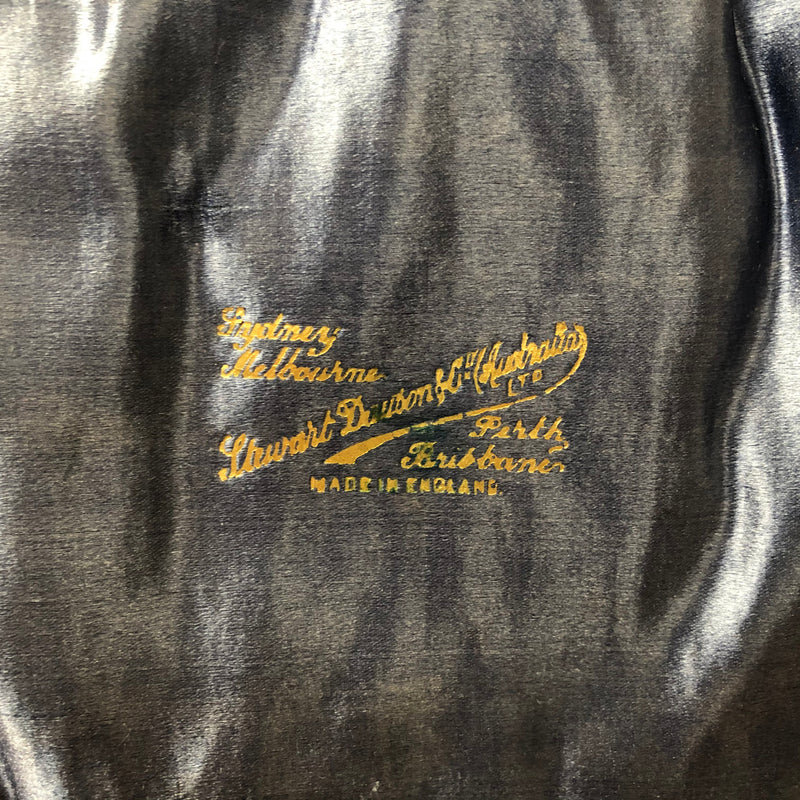 Sydney
Melbourne
Stewart Dawson & Co (Australia)
LTD
Perth
Brisbane
MADE IN ENGLAND.